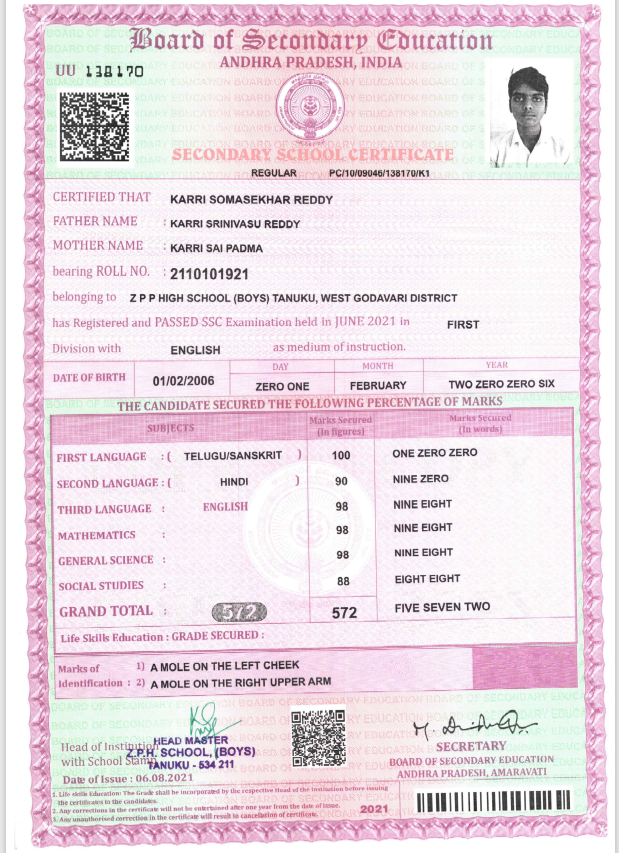 Board of Secondary Education
ANDHRA PRADESH, INDIA
UU 138170
SECONDARY SCHOOL CERTIFICATE
REGULAR PC/10/09046/138170/K1
CERTIFIED THAT KARRI SOMASEKHAR REDDY
FATHER NAME : KARRI SRINIVASU REDDY
MOTHER NAME : KARRI SAI PADMA
bearing ROLL NO. : 2110101921
belonging to Z P P HIGH SCHOOL (BOYS) TANUKU, WEST GODAVARI DISTRICT
has Registered and PASSED SSC Examination held in JUNE 2021 in FIRST
Division with ENGLISH as medium of instruction.
DATE OF BIRTH 01/02/2006 DAY MONTH YEAR
ZERO ONE FEBRUARY TWO ZERO ZERO SIX
THE CANDIDATE SECURED THE FOLLOWING PERCENTAGE OF MARKS
SUBJECTS Marks Secured (In figures) Marks Secured (In words)
FIRST LANGUAGE : ( TELUGU/SANSKRIT ) 100 ONE ZERO ZERO
SECOND LANGUAGE : ( HINDI ) 90 NINE ZERO
THIRD LANGUAGE : ENGLISH 98 NINE EIGHT
MATHEMATICS : 98 NINE EIGHT
GENERAL SCIENCE : 98 NINE EIGHT
SOCIAL STUDIES : 88 EIGHT EIGHT
GRAND TOTAL : 572 572 FIVE SEVEN TWO
Life Skills Education : GRADE SECURED :
Marks of 1) A MOLE ON THE LEFT CHEEK
Identification : 2) A MOLE ON THE RIGHT UPPER ARM
Head of Institution
with School Stamp
HEAD MASTER
Z.P.H. SCHOOL, (BOYS)
TANUKU - 534 211
Date of Issue : 06.08.2021
SECRETARY
BOARD OF SECONDARY EDUCATION
ANDHRA PRADESH, AMARAVATI
1. Life skills Education: The Grade shall be incorporated by the respective Head of the Institution before issuing
the certificates to the candidates.
2. Any corrections in the certificate will not be entertained after one year from the date of issue.
3. Any unauthorised correction in the certificate will result in cancellation of certificate.
2021